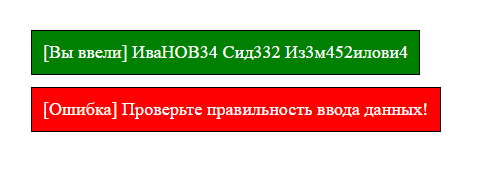 [Вы ввели] ИваНОВ34 Сид332 Из3м452илови4
[Ошибка] Проверьте правильность ввода данных!